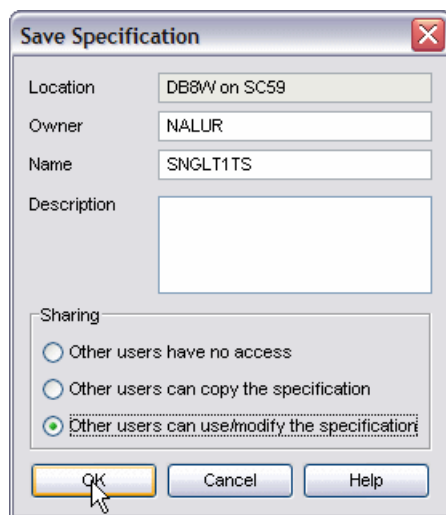 Save Specification
Location DB8W on SC59
Owner NALUR
Name SNGLT1TS
Description
Sharing
Other users have no access
Other users can copy the specification
Other users can use/modify the specification
OK Cancel Help